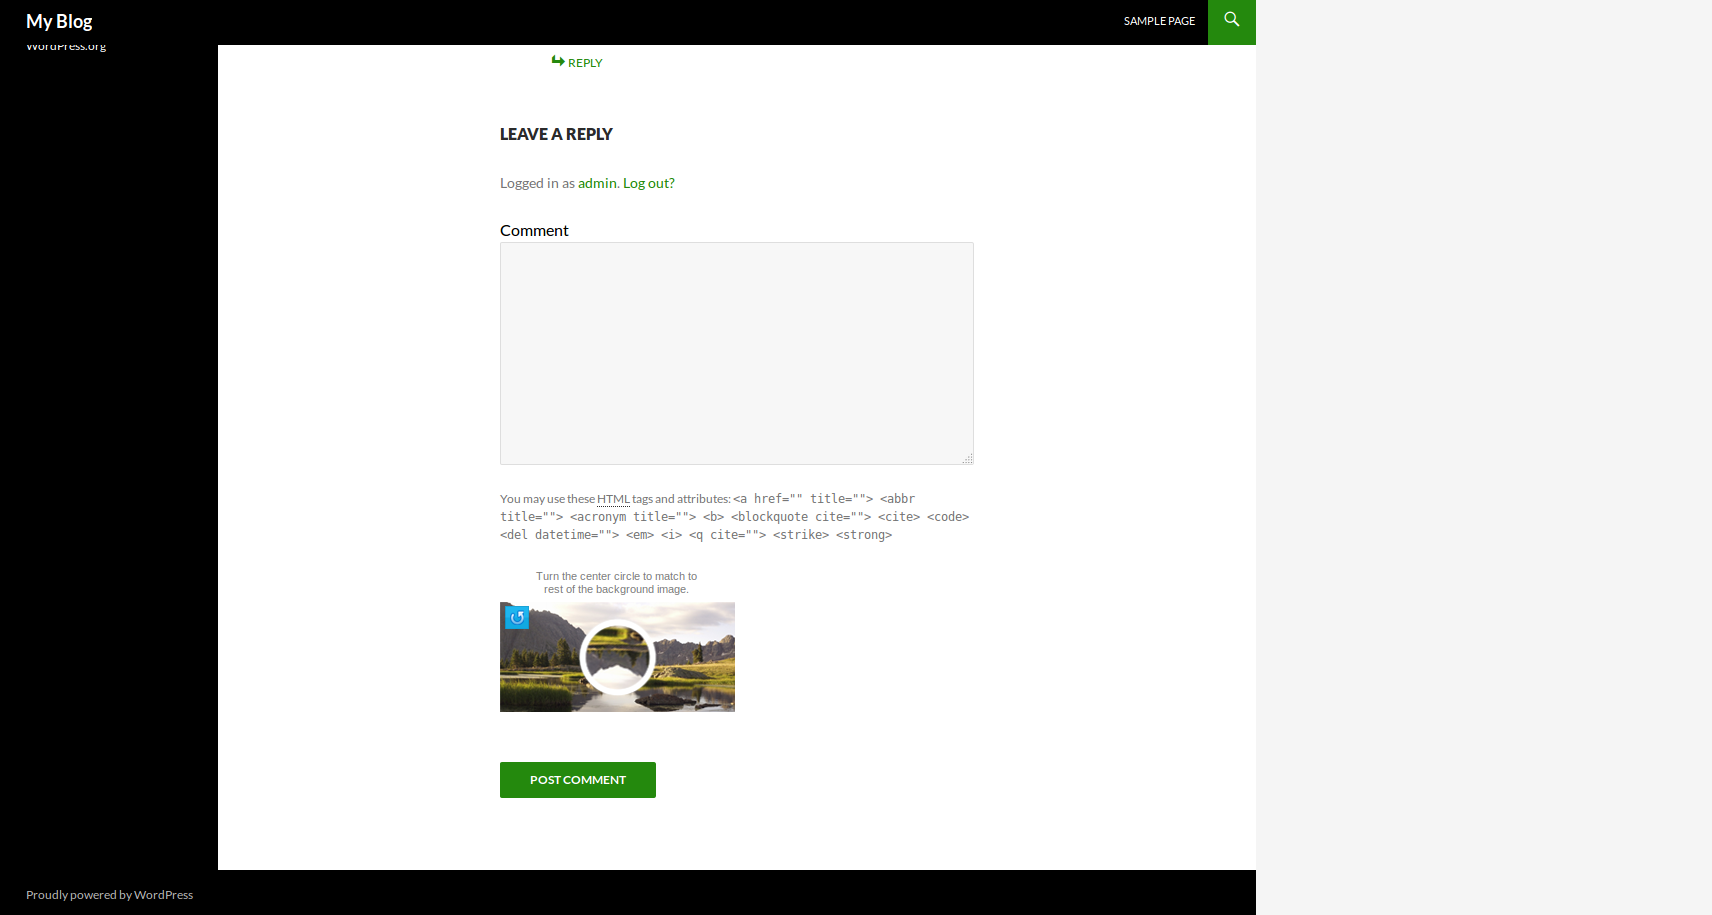 My Blog
SAMPLE PAGE
WordPress.org
REPLY
LEAVE A REPLY
Logged in as admin. Log out?
Comment
You may use these HTML tags and attributes: <a href="" title=""> <abbr
title=""> <acronym title=""> <b> <blockquote cite=""> <cite> <code>
<del datetime=""> <em> <i> <q cite=""> <strike> <strong>
Turn the center circle to match to
rest of the background image.
POST COMMENT
Proudly powered by WordPress